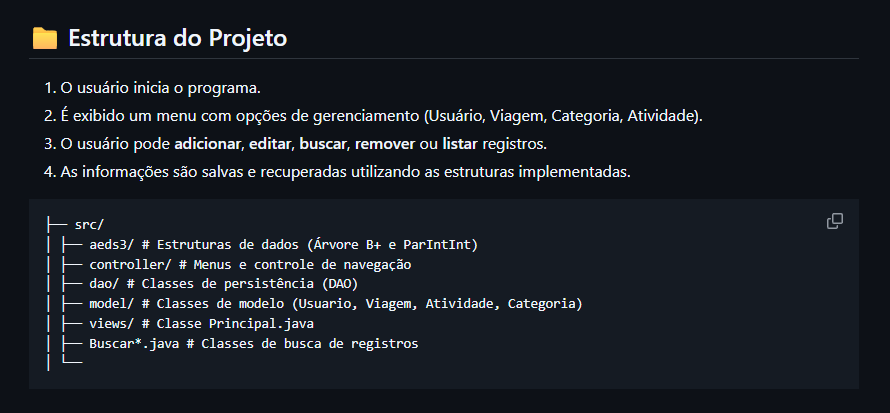 📁 Estrutura do Projeto
1. O usuário inicia o programa.
2. É exibido um menu com opções de gerenciamento (Usuário, Viagem, Categoria, Atividade).
3. O usuário pode adicionar, editar, buscar, remover ou listar registros.
4. As informações são salvas e recuperadas utilizando as estruturas implementadas.
├── src/
│ ├── aeds3/ # Estruturas de dados (Árvore B+ e ParIntInt)
│ ├── controller/ # Menus e controle de navegação
│ ├── dao/ # Classes de persistência (DAO)
│ ├── model/ # Classes de modelo (Usuario, Viagem, Atividade, Categoria)
│ ├── views/ # Classe Principal.java
│ ├── Buscar*.java # Classes de busca de registros
│ └──